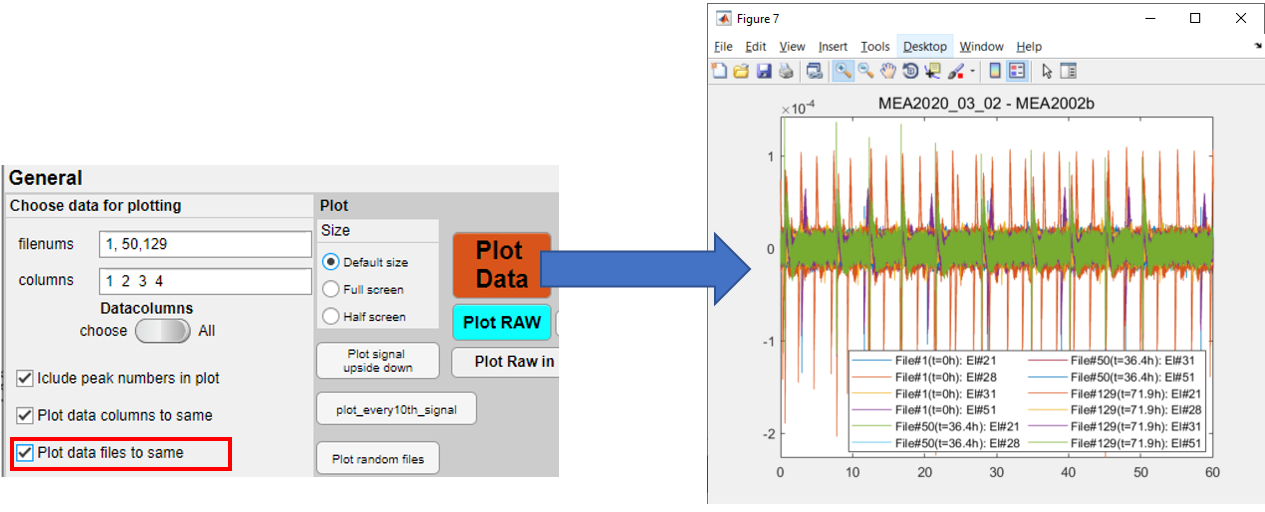 General
Choose data for plotting
filenums
1, 50,129
columns
1 2 3 4
Datacolumns
choose
All
Iclude peak numbers in plot
Plot data columns to same
Plot data files to same
Plot
Size
Default size
Full screen
Half screen
Plot signal
upside down
plot_every10th_signal
Plot random files
Plot
Data
Plot RAW
Plot Raw in
Figure 7
File Edit View Insert Tools Desktop Window Help
MEA2020_03_02 - MEA2002b
×10⁻⁴
1
0
-1
-2
0 10 20 30 40 50 60
File#1(t=0h): El#21
File#1(t=0h): El#28
File#1(t=0h): El#31
File#1(t=0h): El#51
File#50(t=36.4h): El#21
File#50(t=36.4h): El#28
File#50(t=36.4h): El#31
File#50(t=36.4h): El#51
File#129(t=71.9h): El#21
File#129(t=71.9h): El#28
File#129(t=71.9h): El#31
File#129(t=71.9h): El#51